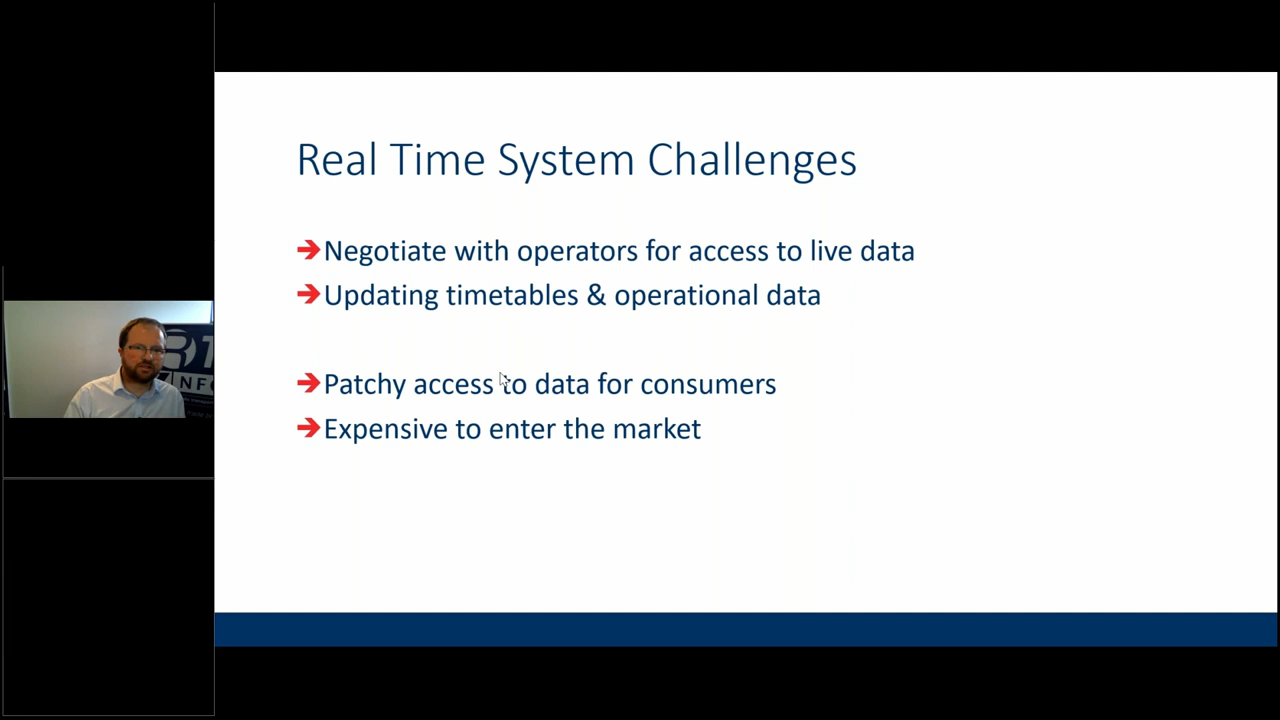 Real Time System Challenges
Negotiate with operators for access to live data
Updating timetables & operational data
Patchy access to data for consumers
Expensive to enter the market